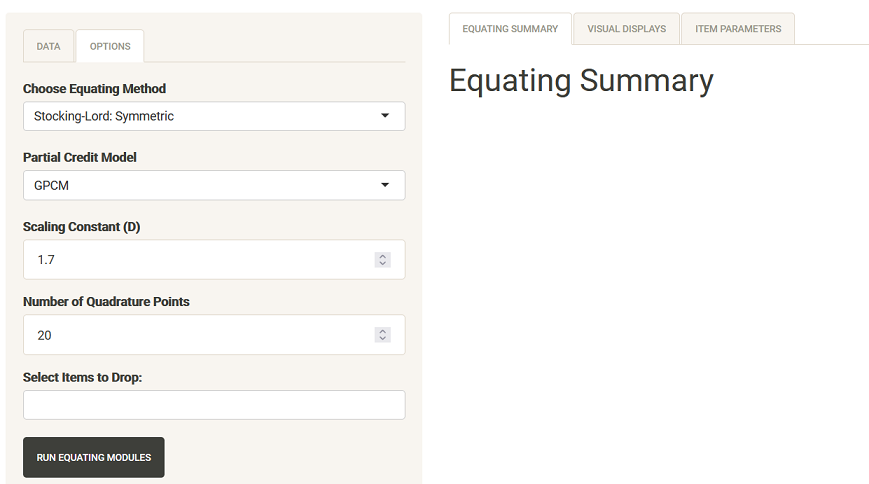 DATA
OPTIONS
Choose Equating Method
Stocking-Lord: Symmetric
Partial Credit Model
GPCM
Scaling Constant (D)
1.7
Number of Quadrature Points
20
Select Items to Drop:
RUN EQUATING MODULES
EQUATING SUMMARY
VISUAL DISPLAYS
ITEM PARAMETERS
Equating Summary